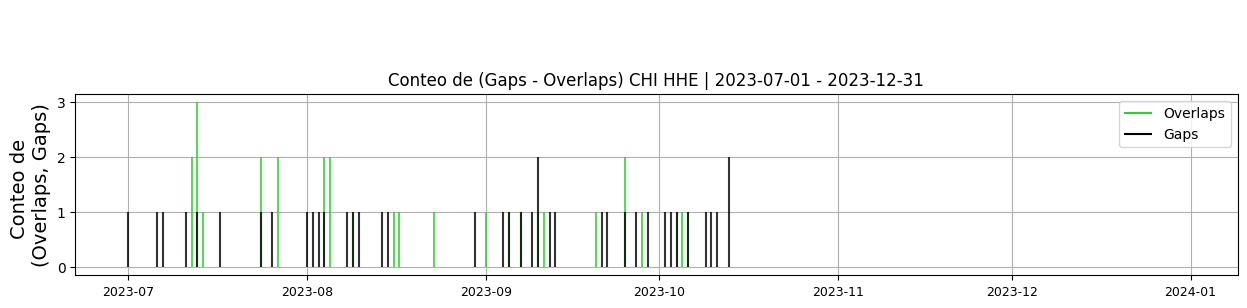 Conteo de (Gaps - Overlaps) CHI HHE | 2023-07-01 - 2023-12-31
Conteo de
(Overlaps, Gaps)
3
2
1
0
Overlaps
Gaps
2023-07
2023-08
2023-09
2023-10
2023-11
2023-12
2024-01